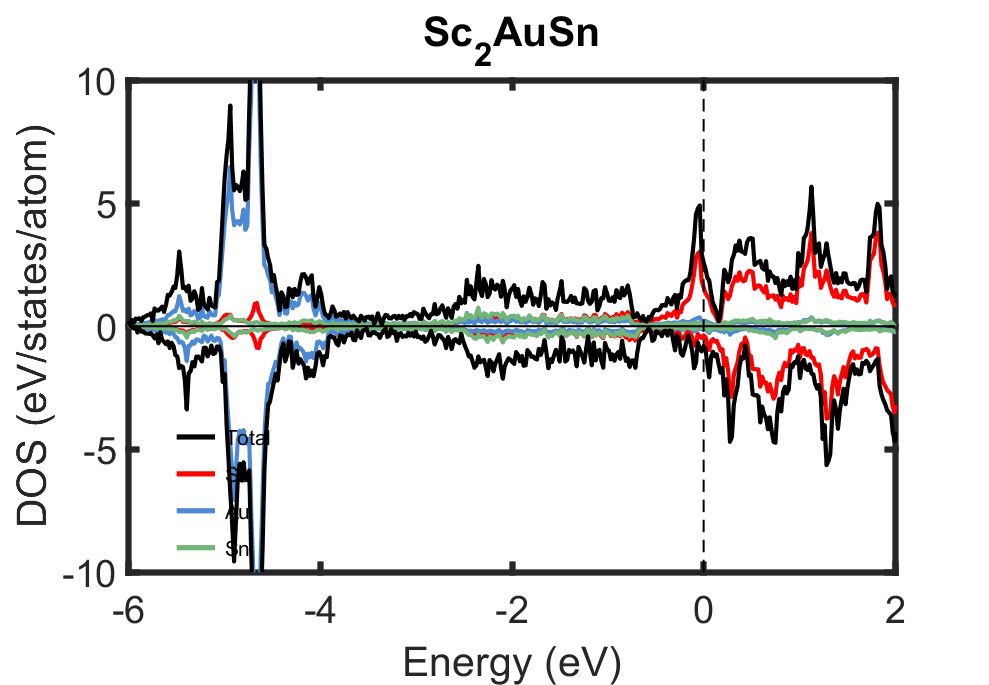 Sc₂AuSn
10
5
0
-5
-10
DOS (eV/states/atom)
Total
Au
Sn
-6 -4 -2 0 2
Energy (eV)